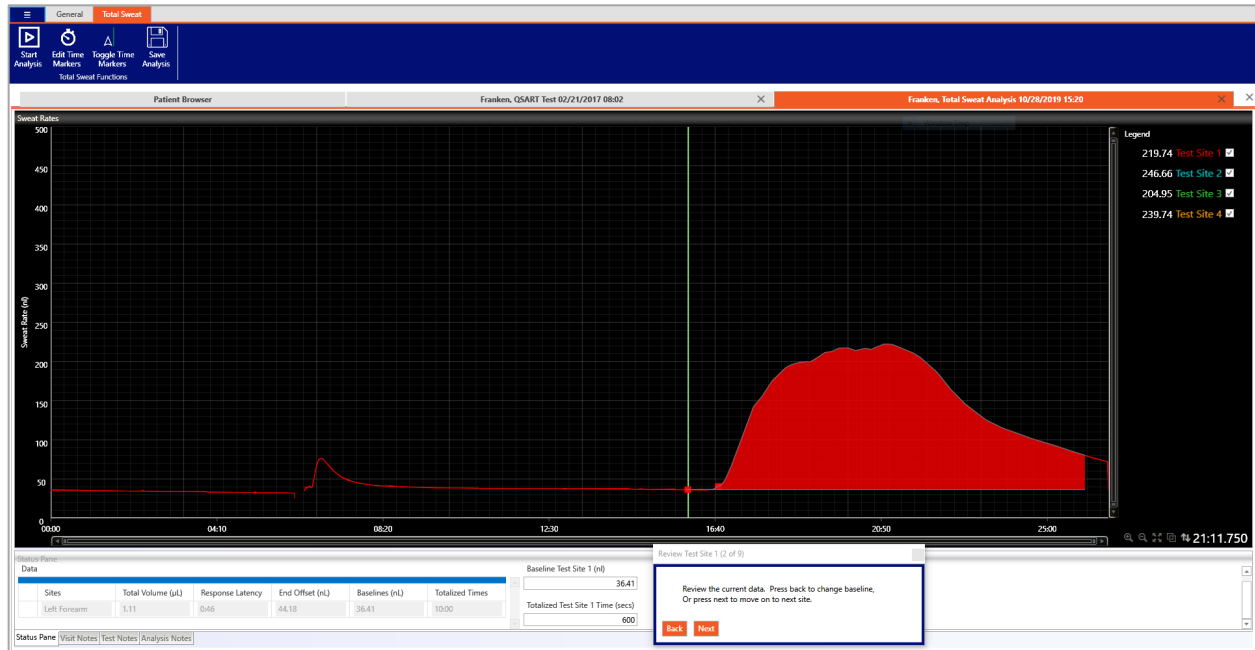 General
Total Sweat
Start Analysis
Edit Time Markers
Toggle Time Markers
Save Analysis
Total Sweat Functions
Patient Browser
Franken, QSART Test 02/21/2017 08:02
Franken, Total Sweat Analysis 10/28/2019 15:20
Sweat Rates
Sweat Rate (nl)
500
450
400
350
300
250
200
150
100
50
0
00:00
04:10
08:20
12:30
16:40
20:50
25:00
Legend
219.74 Test Site 1
246.66 Test Site 2
204.95 Test Site 3
239.74 Test Site 4
21:11.750
Status Pane
Data
Sites Total Volume (µL) Response Latency End Offset (nL) Baselines (nL) Totalized Times
Left Forearm 1.11 0:46 44.18 36.41 10:00
Baseline Test Site 1 (nl)
36.41
Totalized Test Site 1 Time (secs)
600
Review Test Site 1 (2 of 9)
Review the current data. Press back to change baseline,
Or press next to move on to next site.
Back Next
Status Pane Visit Notes Test Notes Analysis Notes